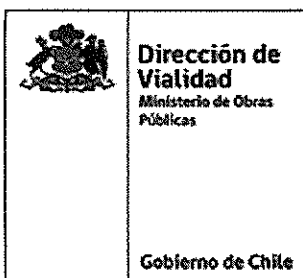 Dirección de
Vialidad
Ministerio de Obras
Públicas
Gobierno de Chile